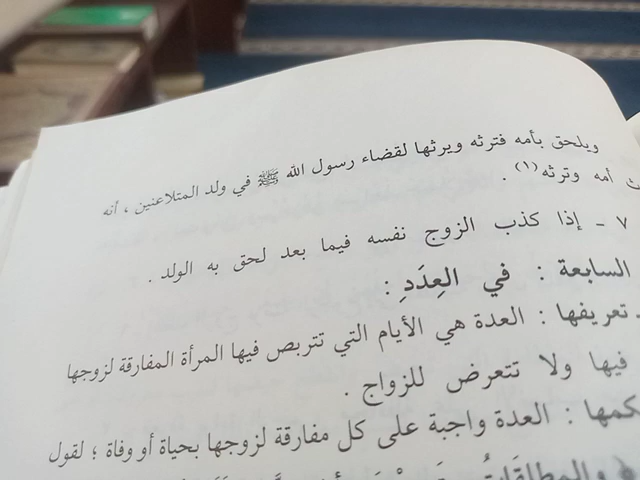 ويلحق بأمه فترثه ويرثها لقضاء رسول الله ﷺ في ولد المتلاعنين ، أنه
أمه وترثه(١) .
٧ - إذا كذب الزوج نفسه فيما بعد لحق به الولد .
السابعة : في العِدَدِ :
تعريفها : العدة هي الأيام التي تتربص فيها المرأة المفارقة لزوجها
فيها ولا تتعرض للزواج .
كمها : العدة واجبة على كل مفارقة لزوجها بحياة أو وفاة ؛ لقول
﴿ والمطلقات